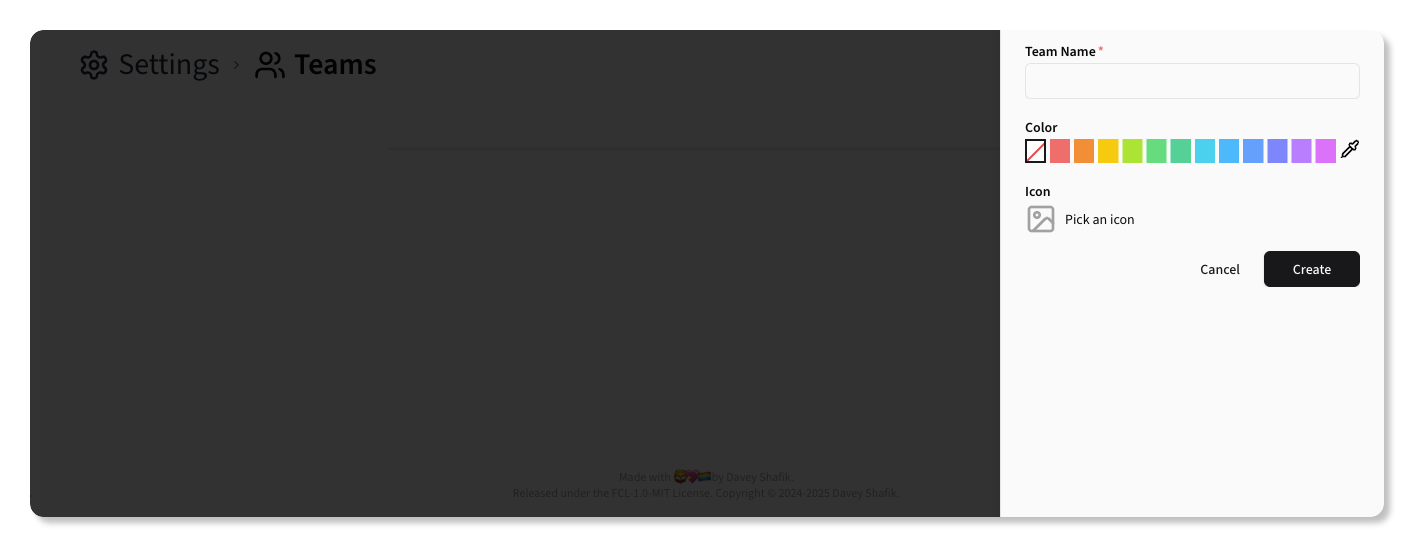 Settings › Teams
Team Name *
Color
Icon
Pick an icon
Cancel Create
Made with 🦁💖🏳️‍🌈 by Davey Shafik.
Released under the FCL-1.0-MIT License. Copyright © 2024-2025 Davey Shafik.